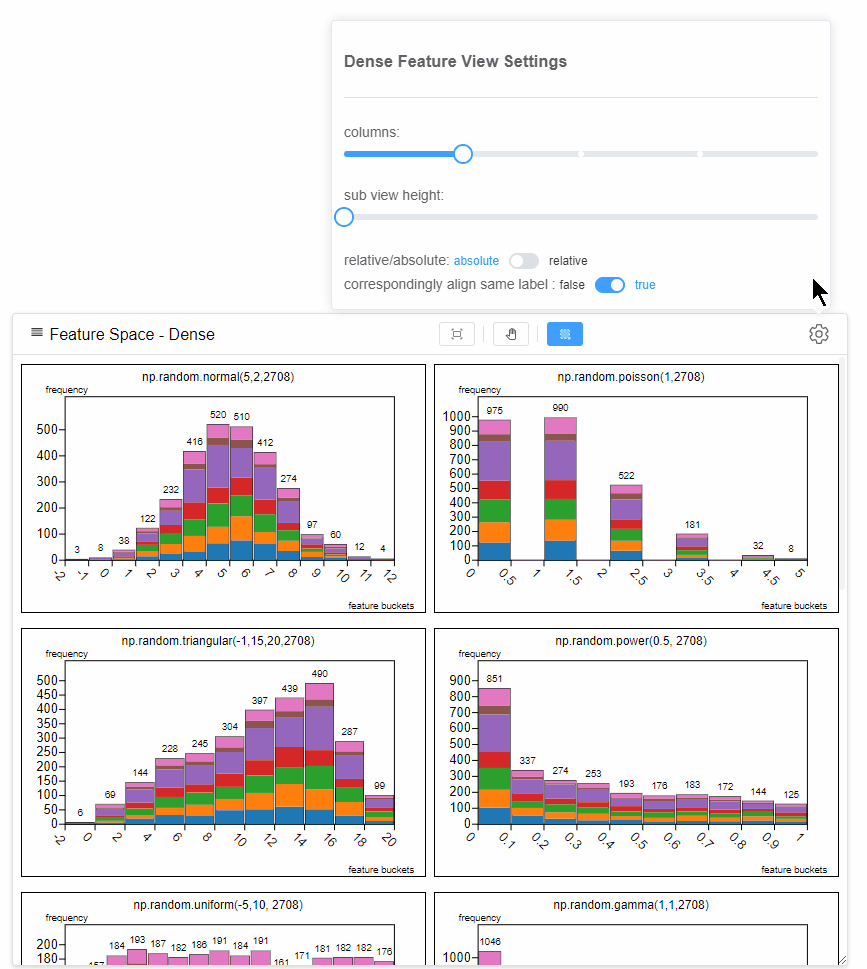 Dense Feature View Settings
columns:
sub view height:
relative/absolute: absolute relative
correspondingly align same label : false true
Feature Space - Dense
np.random.normal(5,2,2708)
frequency
500
400
300
200
100
0
3 8 38 122 232 416 520 510 412 274 97 60 12 4
-2 -1 0 1 2 3 4 5 6 7 8 9 10 11 12
feature buckets
np.random.poisson(1,2708)
frequency
1000
900
800
700
600
500
400
300
200
100
0
975 990 522 181 32 8
0 0.5 1 1.5 2 2.5 3 3.5 4 4.5 5
feature buckets
np.random.triangular(-1,15,20,2708)
frequency
500
450
400
350
300
250
200
150
100
50
0
6 69 144 228 245 304 397 439 490 287 99
-2 0 2 4 6 8 10 12 14 16 18 20
feature buckets
np.random.power(0.5, 2708)
frequency
900
800
700
600
500
400
300
200
100
0
851 337 274 253 193 176 183 172 144 125
0 0.1 0.2 0.3 0.4 0.5 0.6 0.7 0.8 0.9 1
feature buckets
np.random.uniform(-5,10, 2708)
frequency
200
180
184 193 187 182 186 191 184 191 161 171 181 182 182 176
np.random.gamma(1,1,2708)
frequency
1000
1046